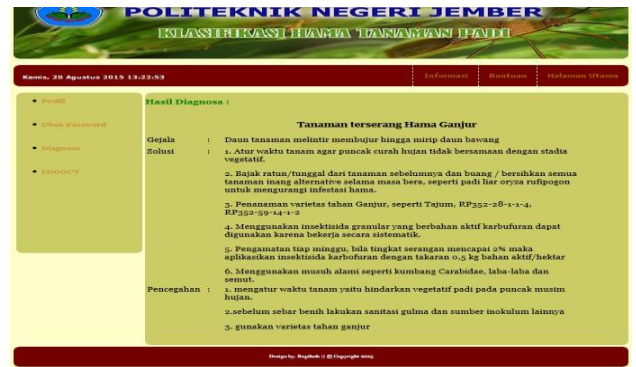 POLITEKNIK NEGERI JEMBER
KLASIFIKASI HAMA TANAMAN PADI
Kamis, 20 Agustus 2015 13:22:53
Informasi Bantuan Halaman Utama
Profil
Ubah Password
Diagnosa
LOGOUT
Hasil Diagnosa :
Tanaman terserang Hama Ganjur
Gejala : Daun tanaman melintir membujur hingga mirip daun bawang
Solusi : 1. Atur waktu tanam agar puncak curah hujan tidak bersamaan dengan stadia
vegetatif.
2. Bajak ratun/tunggal dari tanaman sebelumnya dan buang / bersihkan semua
tanaman inang alternative selama masa bera, seperti padi liar oryza rufipogon
untuk mengurangi infestasi hama.
3. Penanaman varietas tahan Ganjur, seperti Tajum, RP352-28-1-1-4,
RP352-59-14-1-2
4. Menggunakan insektisida granular yang berbahan aktif karbufuran dapat
digunakan karena bekerja secara sistematik.
5. Pengamatan tiap minggu, bila tingkat serangan mencapai 2% maka
aplikasikan insektisida karbofuran dengan takaran 0,5 kg bahan aktif/hektar
6. Menggunakan musuh alami seperti kumbang Carabidae, laba-laba dan
semut.
Pencegahan : 1. mengatur waktu tanam yaitu hindarkan vegetatif padi pada puncak musim
hujan.
2.sebelum sebar benih lakukan sanitasi gulma dan sumber inokulum lainnya
3. gunakan varietas tahan ganjur
Design by. || © Copyright 2015